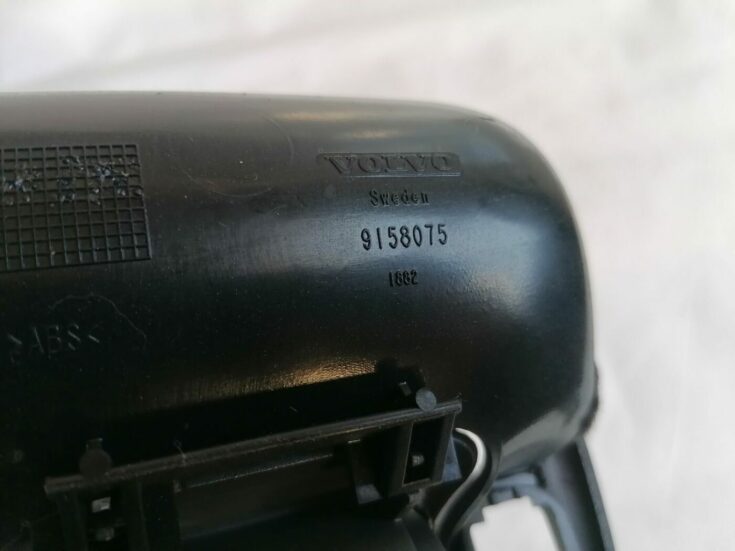 VOLVO
Sweden
9158075
1882
>ABS<